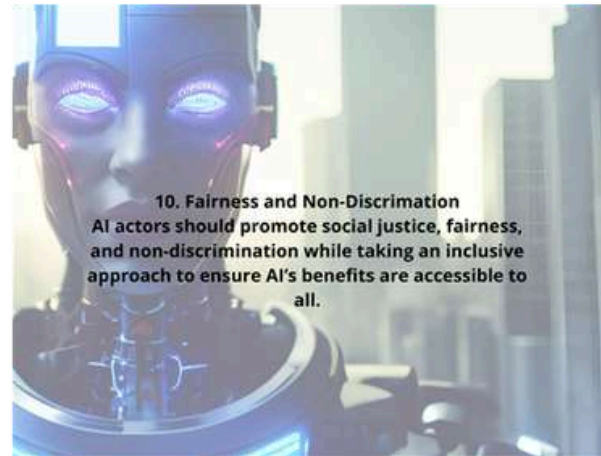 10. Fairness and Non-Discrimation
AI actors should promote social justice, fairness,
and non-discrimination while taking an inclusive
approach to ensure AI’s benefits are accessible to
all.